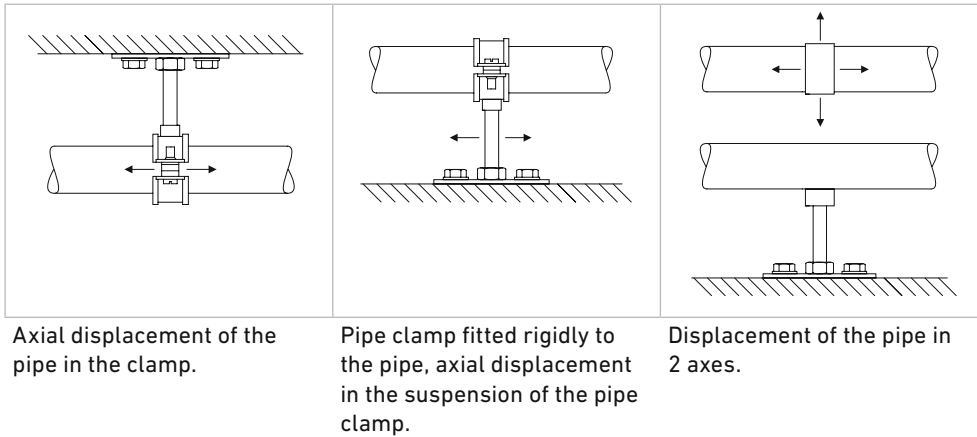 Axial displacement of the
pipe in the clamp.
Pipe clamp fitted rigidly to
the pipe, axial displacement
in the suspension of the pipe
clamp.
Displacement of the pipe in
2 axes.